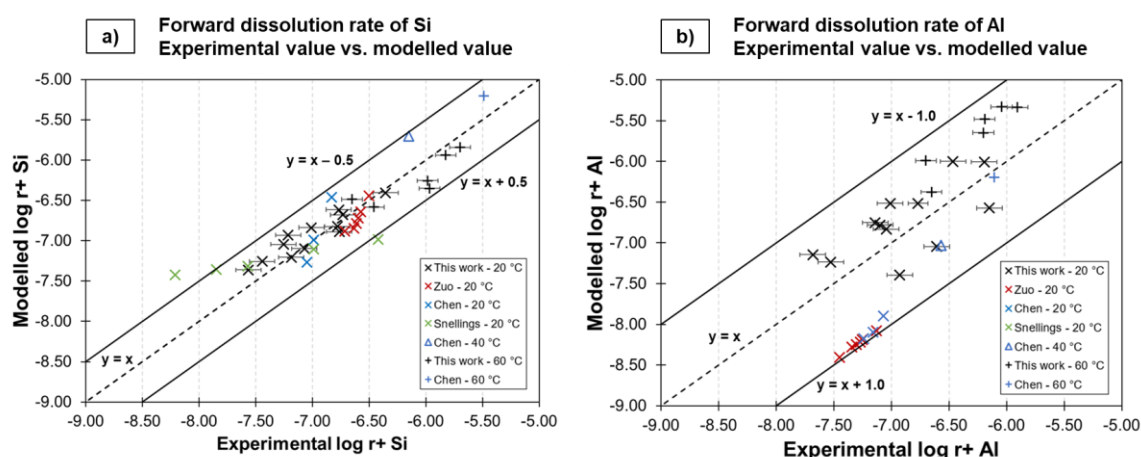 a)
Forward dissolution rate of Si
Experimental value vs. modelled value
Modelled log r+ Si
-5.00
-5.50
-6.00
-6.50
-7.00
-7.50
-8.00
-8.50
-9.00
y = x – 0.5
y = x + 0.5
y = x
This work - 20 °C
Zuo - 20 °C
Chen - 20 °C
Snellings - 20 °C
Chen - 40 °C
This work - 60 °C
Chen - 60 °C
-9.00 -8.50 -8.00 -7.50 -7.00 -6.50 -6.00 -5.50 -5.00
Experimental log r+ Si
b)
Forward dissolution rate of Al
Experimental value vs. modelled value
Modelled log r+ Al
-5.00
-5.50
-6.00
-6.50
-7.00
-7.50
-8.00
-8.50
-9.00
y = x - 1.0
y = x
y = x + 1.0
This work - 20 °C
Zuo - 20 °C
Chen - 20 °C
Snellings - 20 °C
Chen - 40 °C
This work - 60 °C
Chen - 60 °C
-9.00 -8.50 -8.00 -7.50 -7.00 -6.50 -6.00 -5.50 -5.00
Experimental log r+ Al